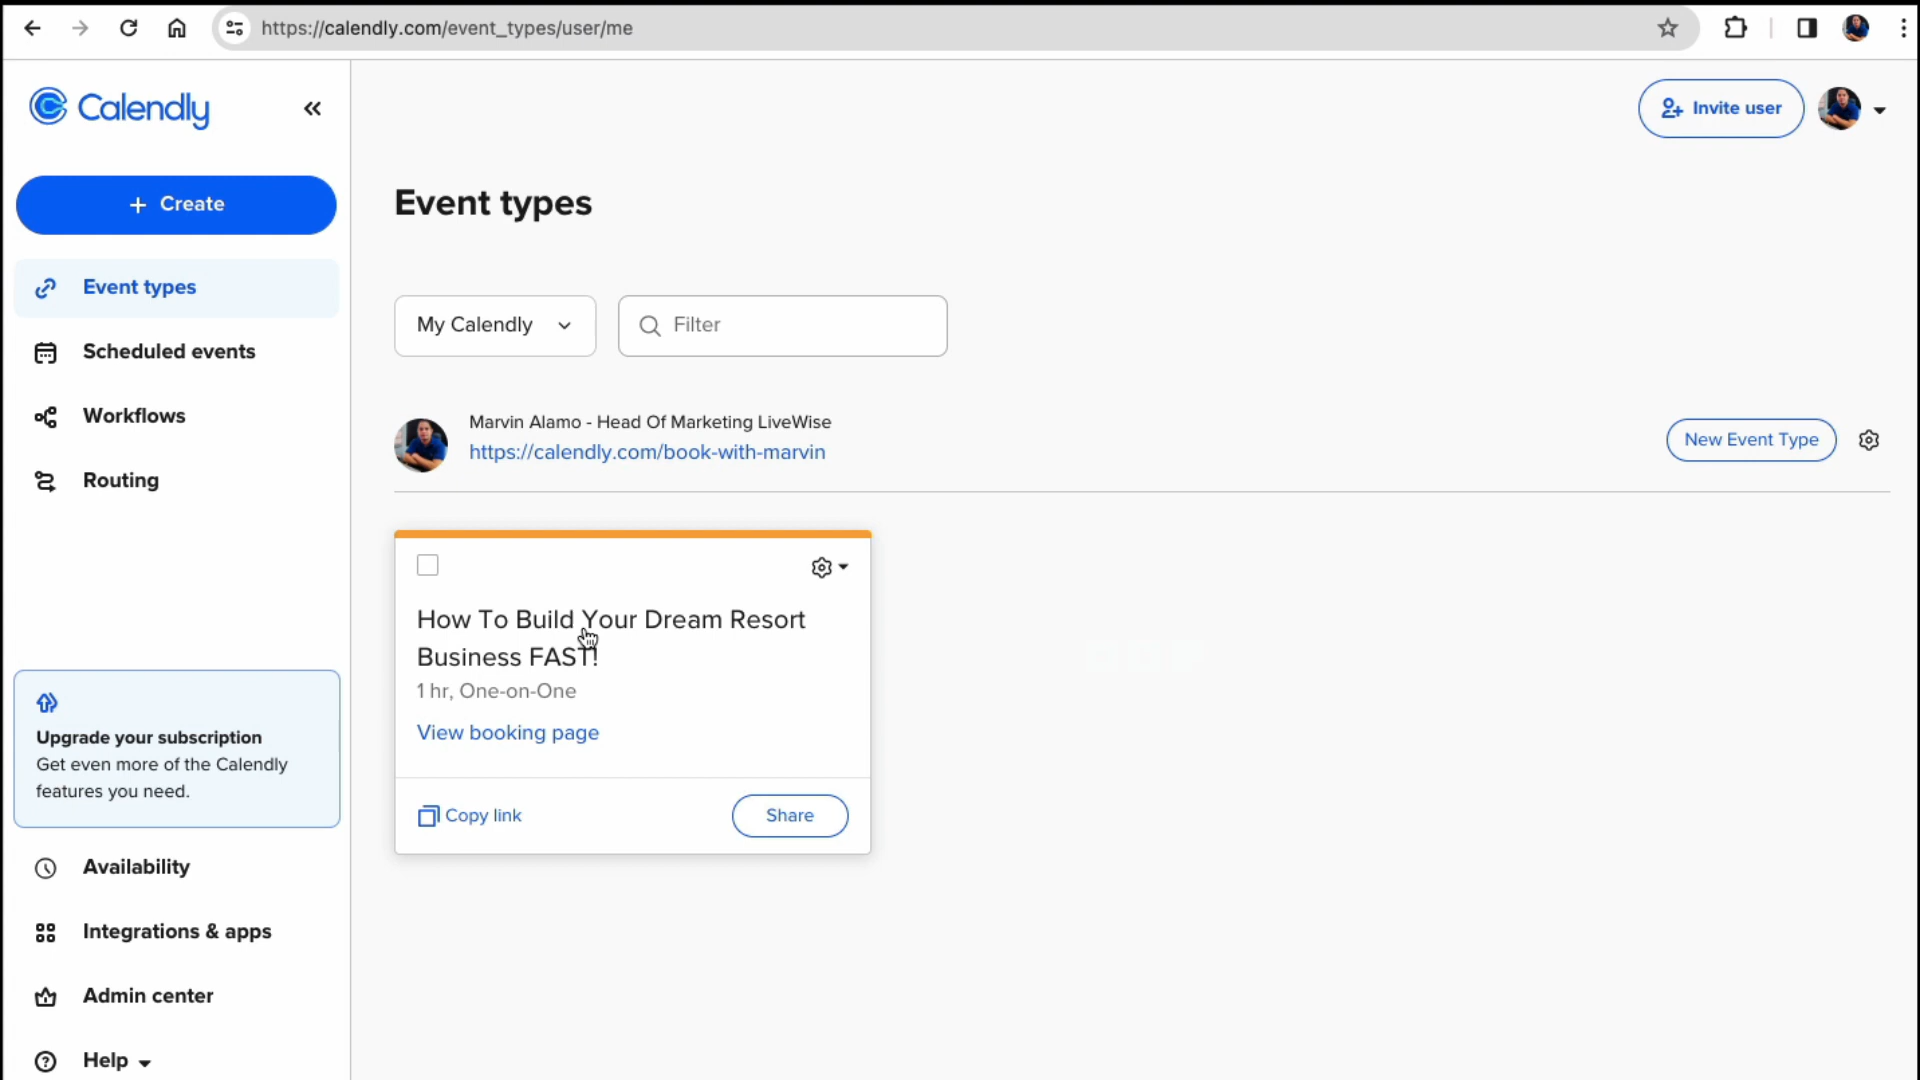 https://calendly.com/event_types/user/me
Calendly
Invite user
+ Create
Event types
Scheduled events
Workflows
Routing
Upgrade your subscription
Get even more of the Calendly
features you need.
Availability
Integrations & apps
Admin center
Help
Event types
My Calendly
Filter
Marvin Alamo - Head Of Marketing LiveWise
https://calendly.com/book-with-marvin
New Event Type
How To Build Your Dream Resort
Business FAST!
1 hr, One-on-One
View booking page
Copy link
Share